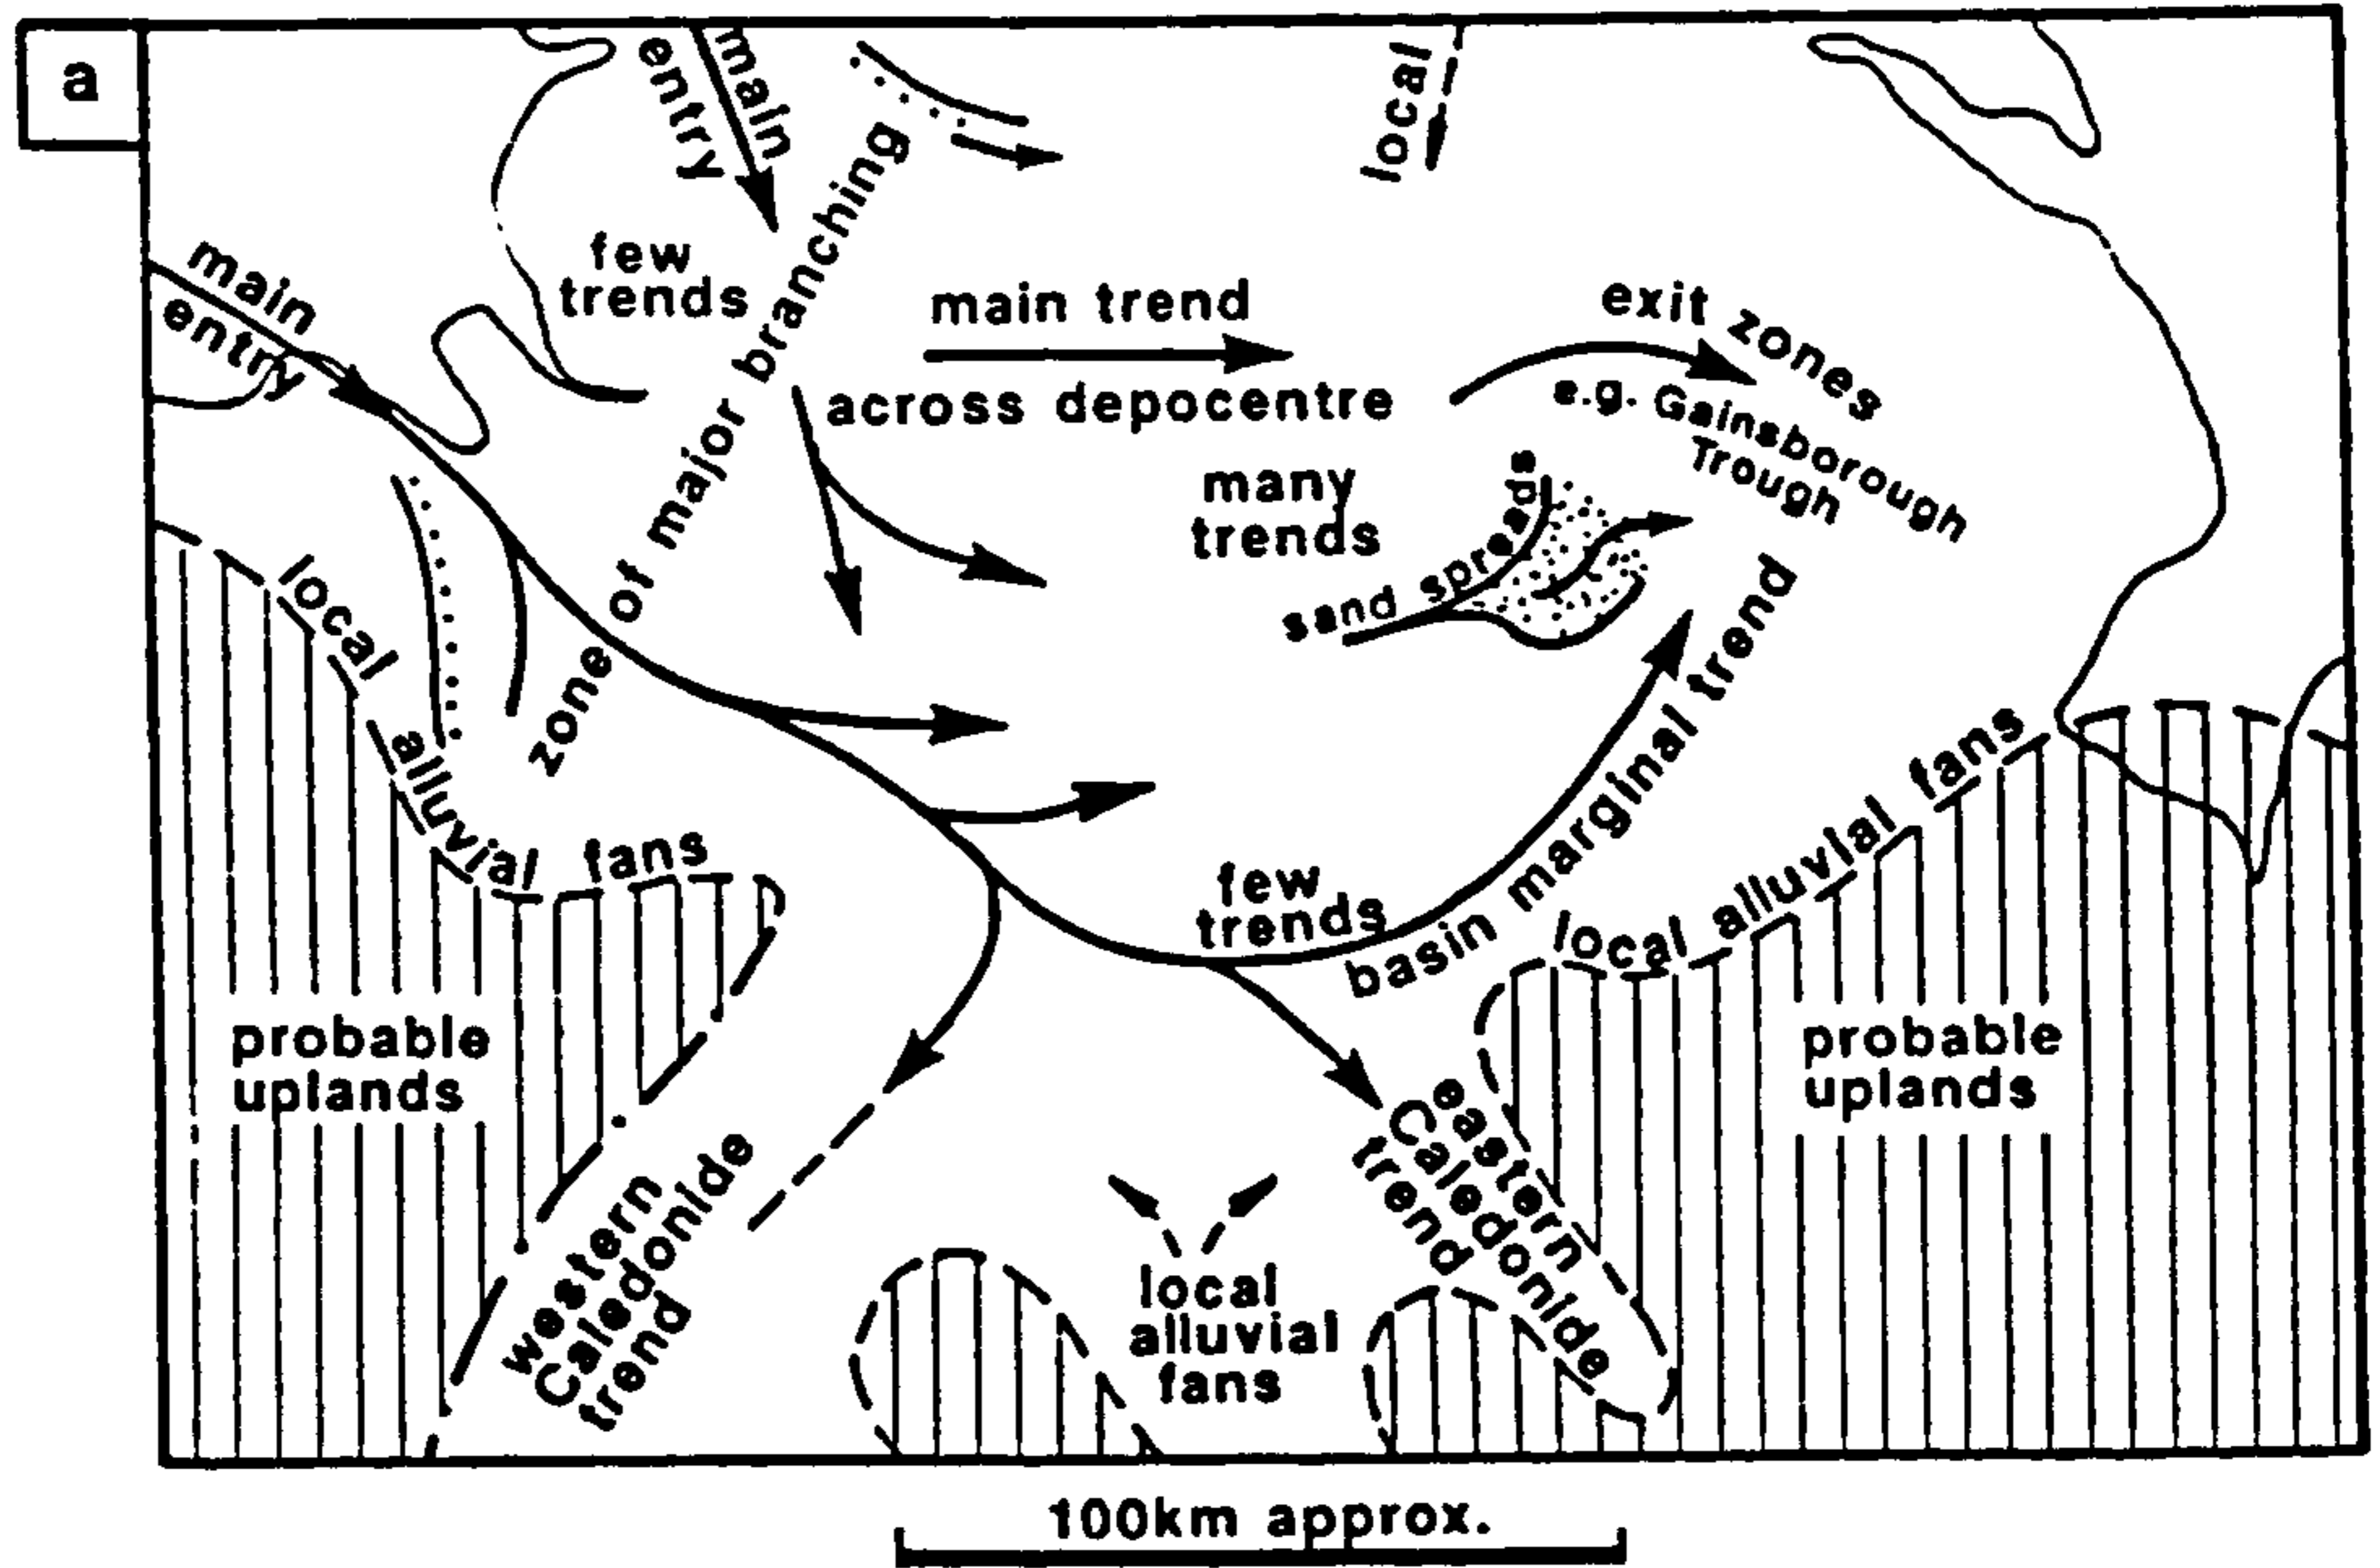 a
main
entry
main
entry
local
few
trends
zone of major branching
main trend
across depocentre
exit zones
e.g. Gainsborough
Trough
many
trends
sand spreads
local alluvial fans
few
trends
basin marginal trend
local alluvial fans
probable
uplands
probable
uplands
western
Caledonide
trend
eastern
Caledonide
trend
local
alluvial
fans
100km approx.